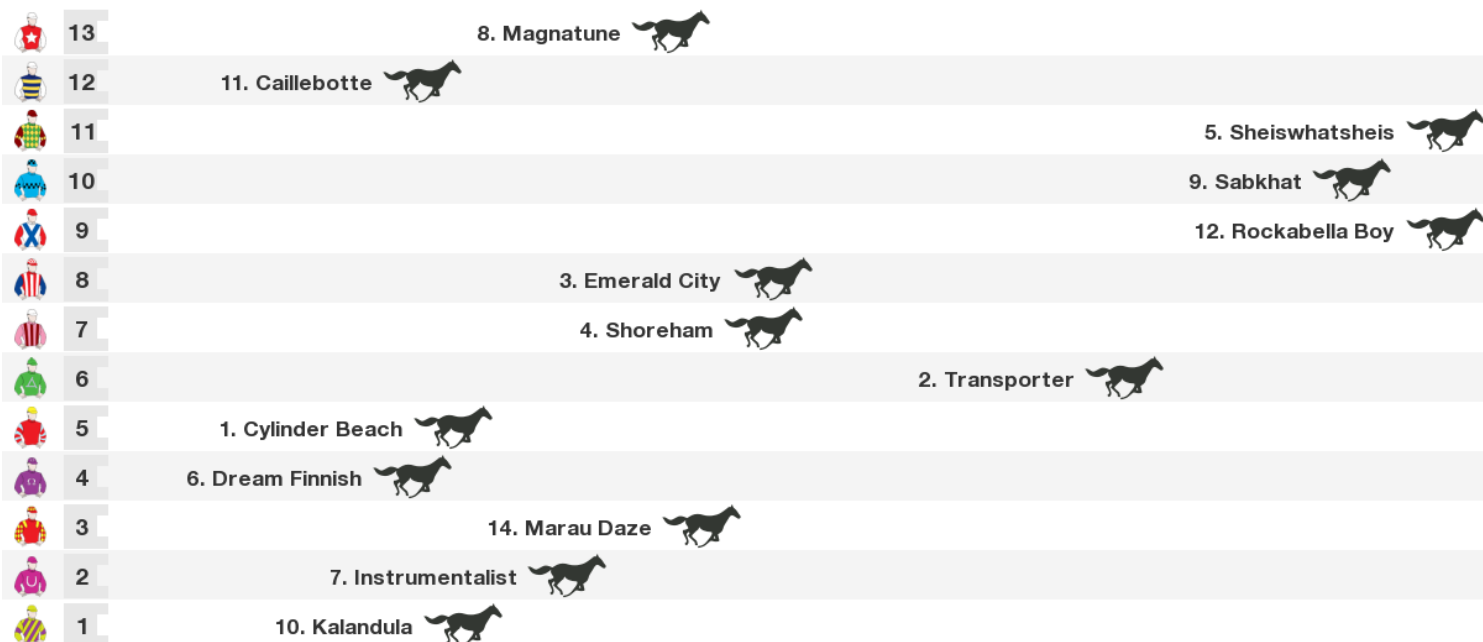 13 8. Magnatune
12 11. Caillebotte
11 5. Sheiswhatsheis
10 9. Sabkhat
9 12. Rockabella Boy
8 3. Emerald City
7 4. Shoreham
6 2. Transporter
5 1. Cylinder Beach
4 6. Dream Finnish
3 14. Marau Daze
2 7. Instrumentalist
1 10. Kalandula